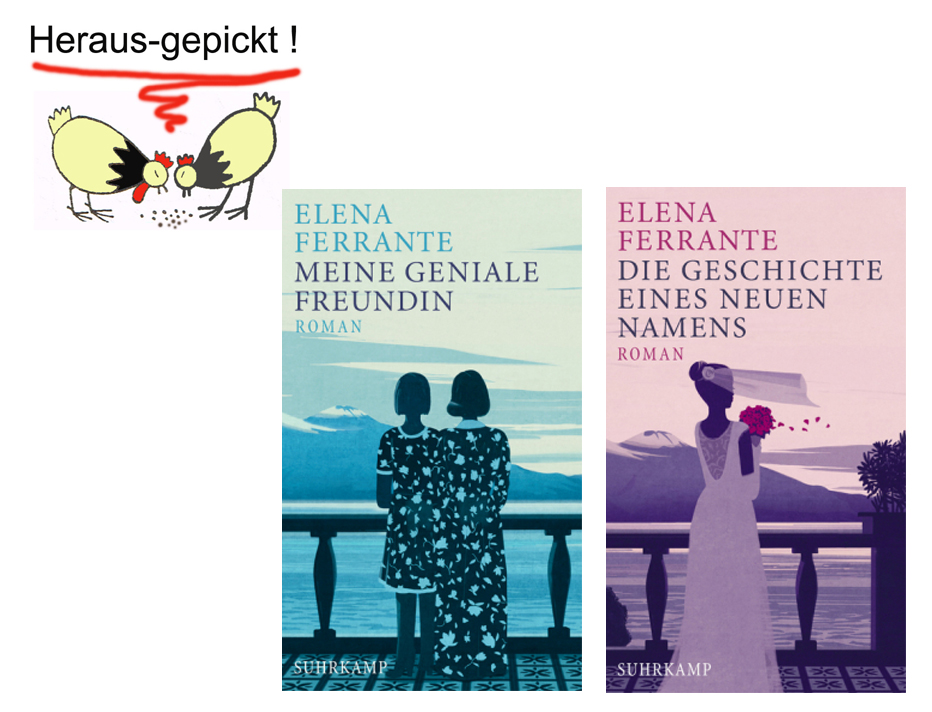 Heraus-gepickt !
ELENA
FERRANTE
MEINE GENIALE
FREUNDIN
ROMAN
SUHRKAMP
ELENA
FERRANTE
DIE GESCHICHTE
EINES NEUEN
NAMENS
ROMAN
SUHRKAMP